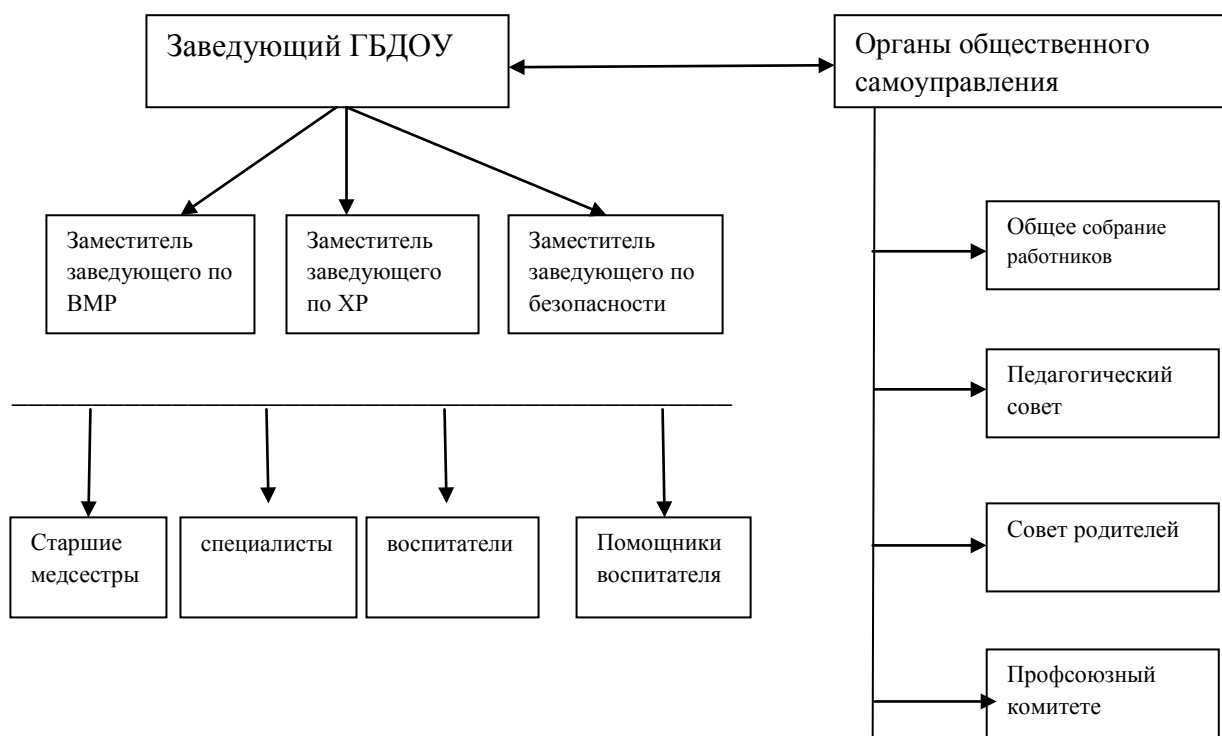 Заведующий ГБДОУ
Органы общественного
самоуправления
Заместитель
заведующего по
ВМР
Заместитель
заведующего
по ХР
Заместитель
заведующего по
безопасности
Общее собрание
работников
Педагогический
совет
Старшие
медсестры
специалисты
воспитатели
Помощники
воспитателя
Совет родителей
Профсоюзный
комитете